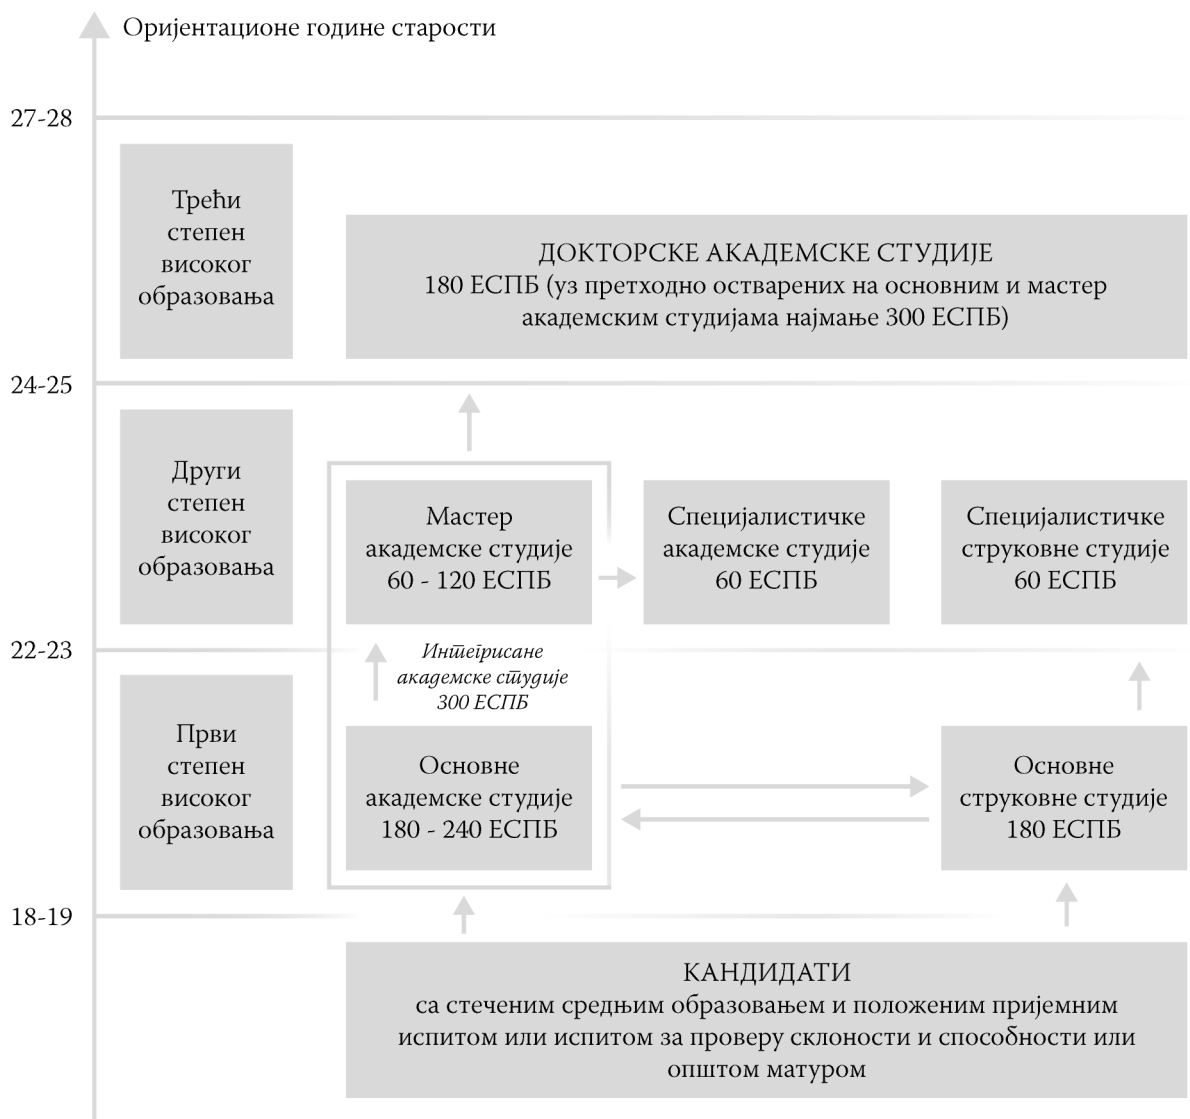 Оријентационе године старости
27-28
Трећи
степен
високог
образовања
ДОКТОРСКЕ АКАДЕМСКЕ СТУДИЈЕ
180 ЕСПБ (уз претходно остварених на основним и мастер
академским студијама најмање 300 ЕСПБ)
24-25
Други
степен
високог
образовања
Мастер
академске студије
60 - 120 ЕСПБ
Специјалистичке
академске студије
60 ЕСПБ
Специјалистичке
струковне студије
60 ЕСПБ
22-23
Интегрисане
академске студије
300 ЕСПБ
Први
степен
високог
образовања
Основне
академске студије
180 - 240 ЕСПБ
Основне
струковне студије
180 ЕСПБ
18-19
КАНДИДАТИ
са стеченим средњим образовањем и положеним пријемним
испитом или испитом за проверу склоности и способности или
општом матуром